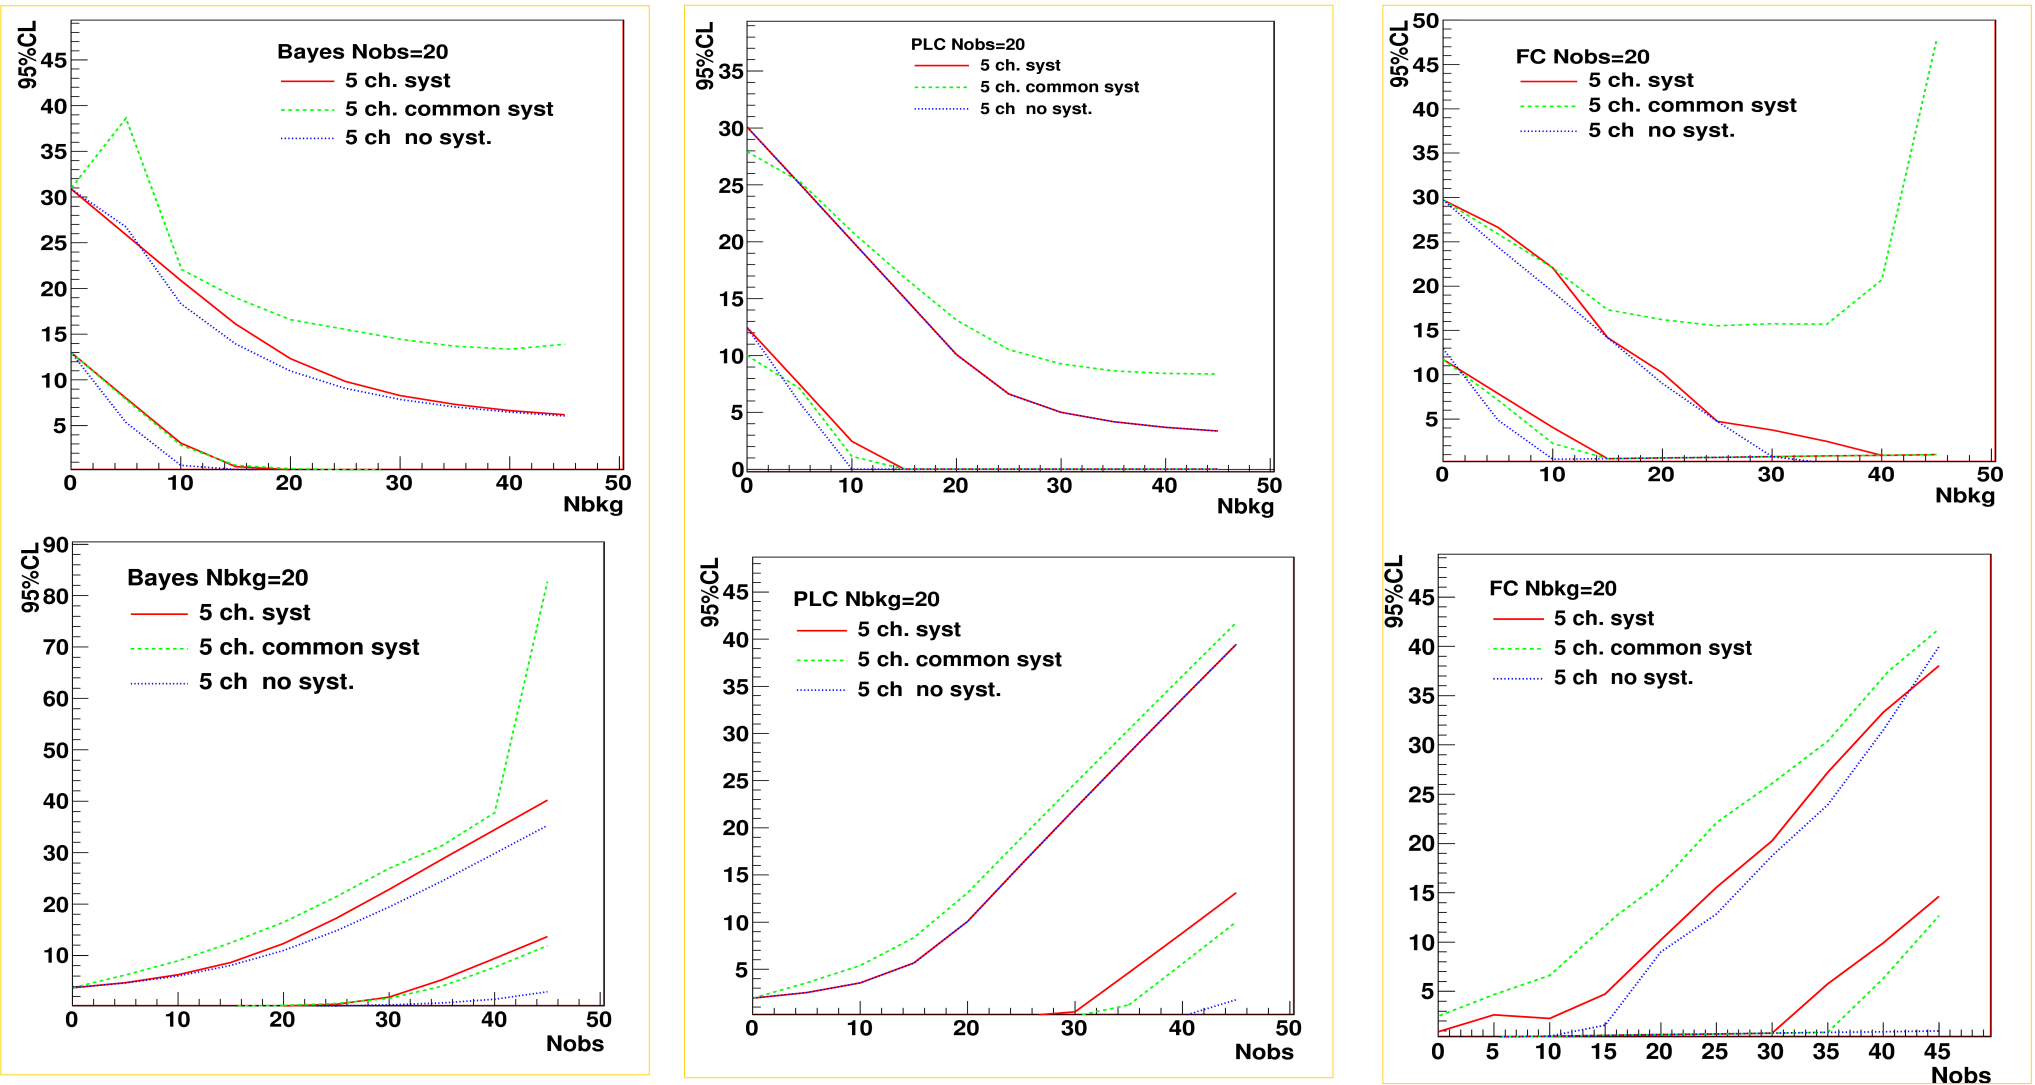 95%CL
Bayes Nobs=20
5 ch. syst
5 ch. common syst
5 ch  no syst.
45
40
35
30
25
20
15
10
5
0 10 20 30 40 50
Nbkg
95%CL
PLC Nobs=20
5 ch. syst
5 ch. common syst
5 ch  no syst.
35
30
25
20
15
10
5
0
0 10 20 30 40 50
Nbkg
95%CL
FC Nobs=20
5 ch. syst
5 ch. common syst
5 ch  no syst.
50
45
40
35
30
25
20
15
10
5
0 10 20 30 40 50
Nbkg
95%CL
Bayes Nbkg=20
5 ch. syst
5 ch. common syst
5 ch  no syst.
90
80
70
60
50
40
30
20
10
0 10 20 30 40 50
Nobs
95%CL
PLC Nbkg=20
5 ch. syst
5 ch. common syst
5 ch  no syst.
45
40
35
30
25
20
15
10
5
0 10 20 30 40 50
Nobs
95%CL
FC Nbkg=20
5 ch. syst
5 ch. common syst
5 ch  no syst.
45
40
35
30
25
20
15
10
5
0 5 10 15 20 25 30 35 40 45
Nobs